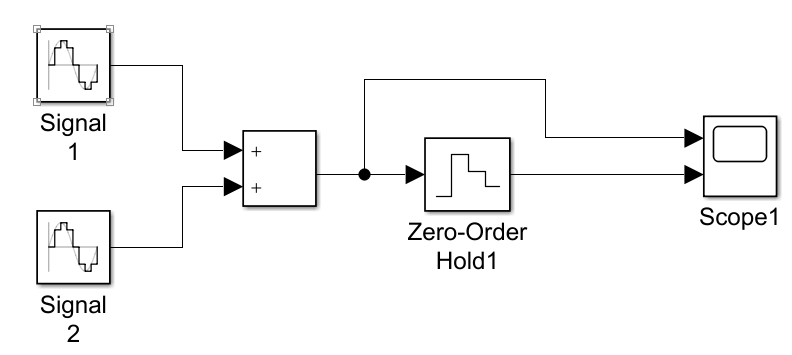 Signal
1
+
+
Zero-Order
Hold1
Scope1
Signal
2